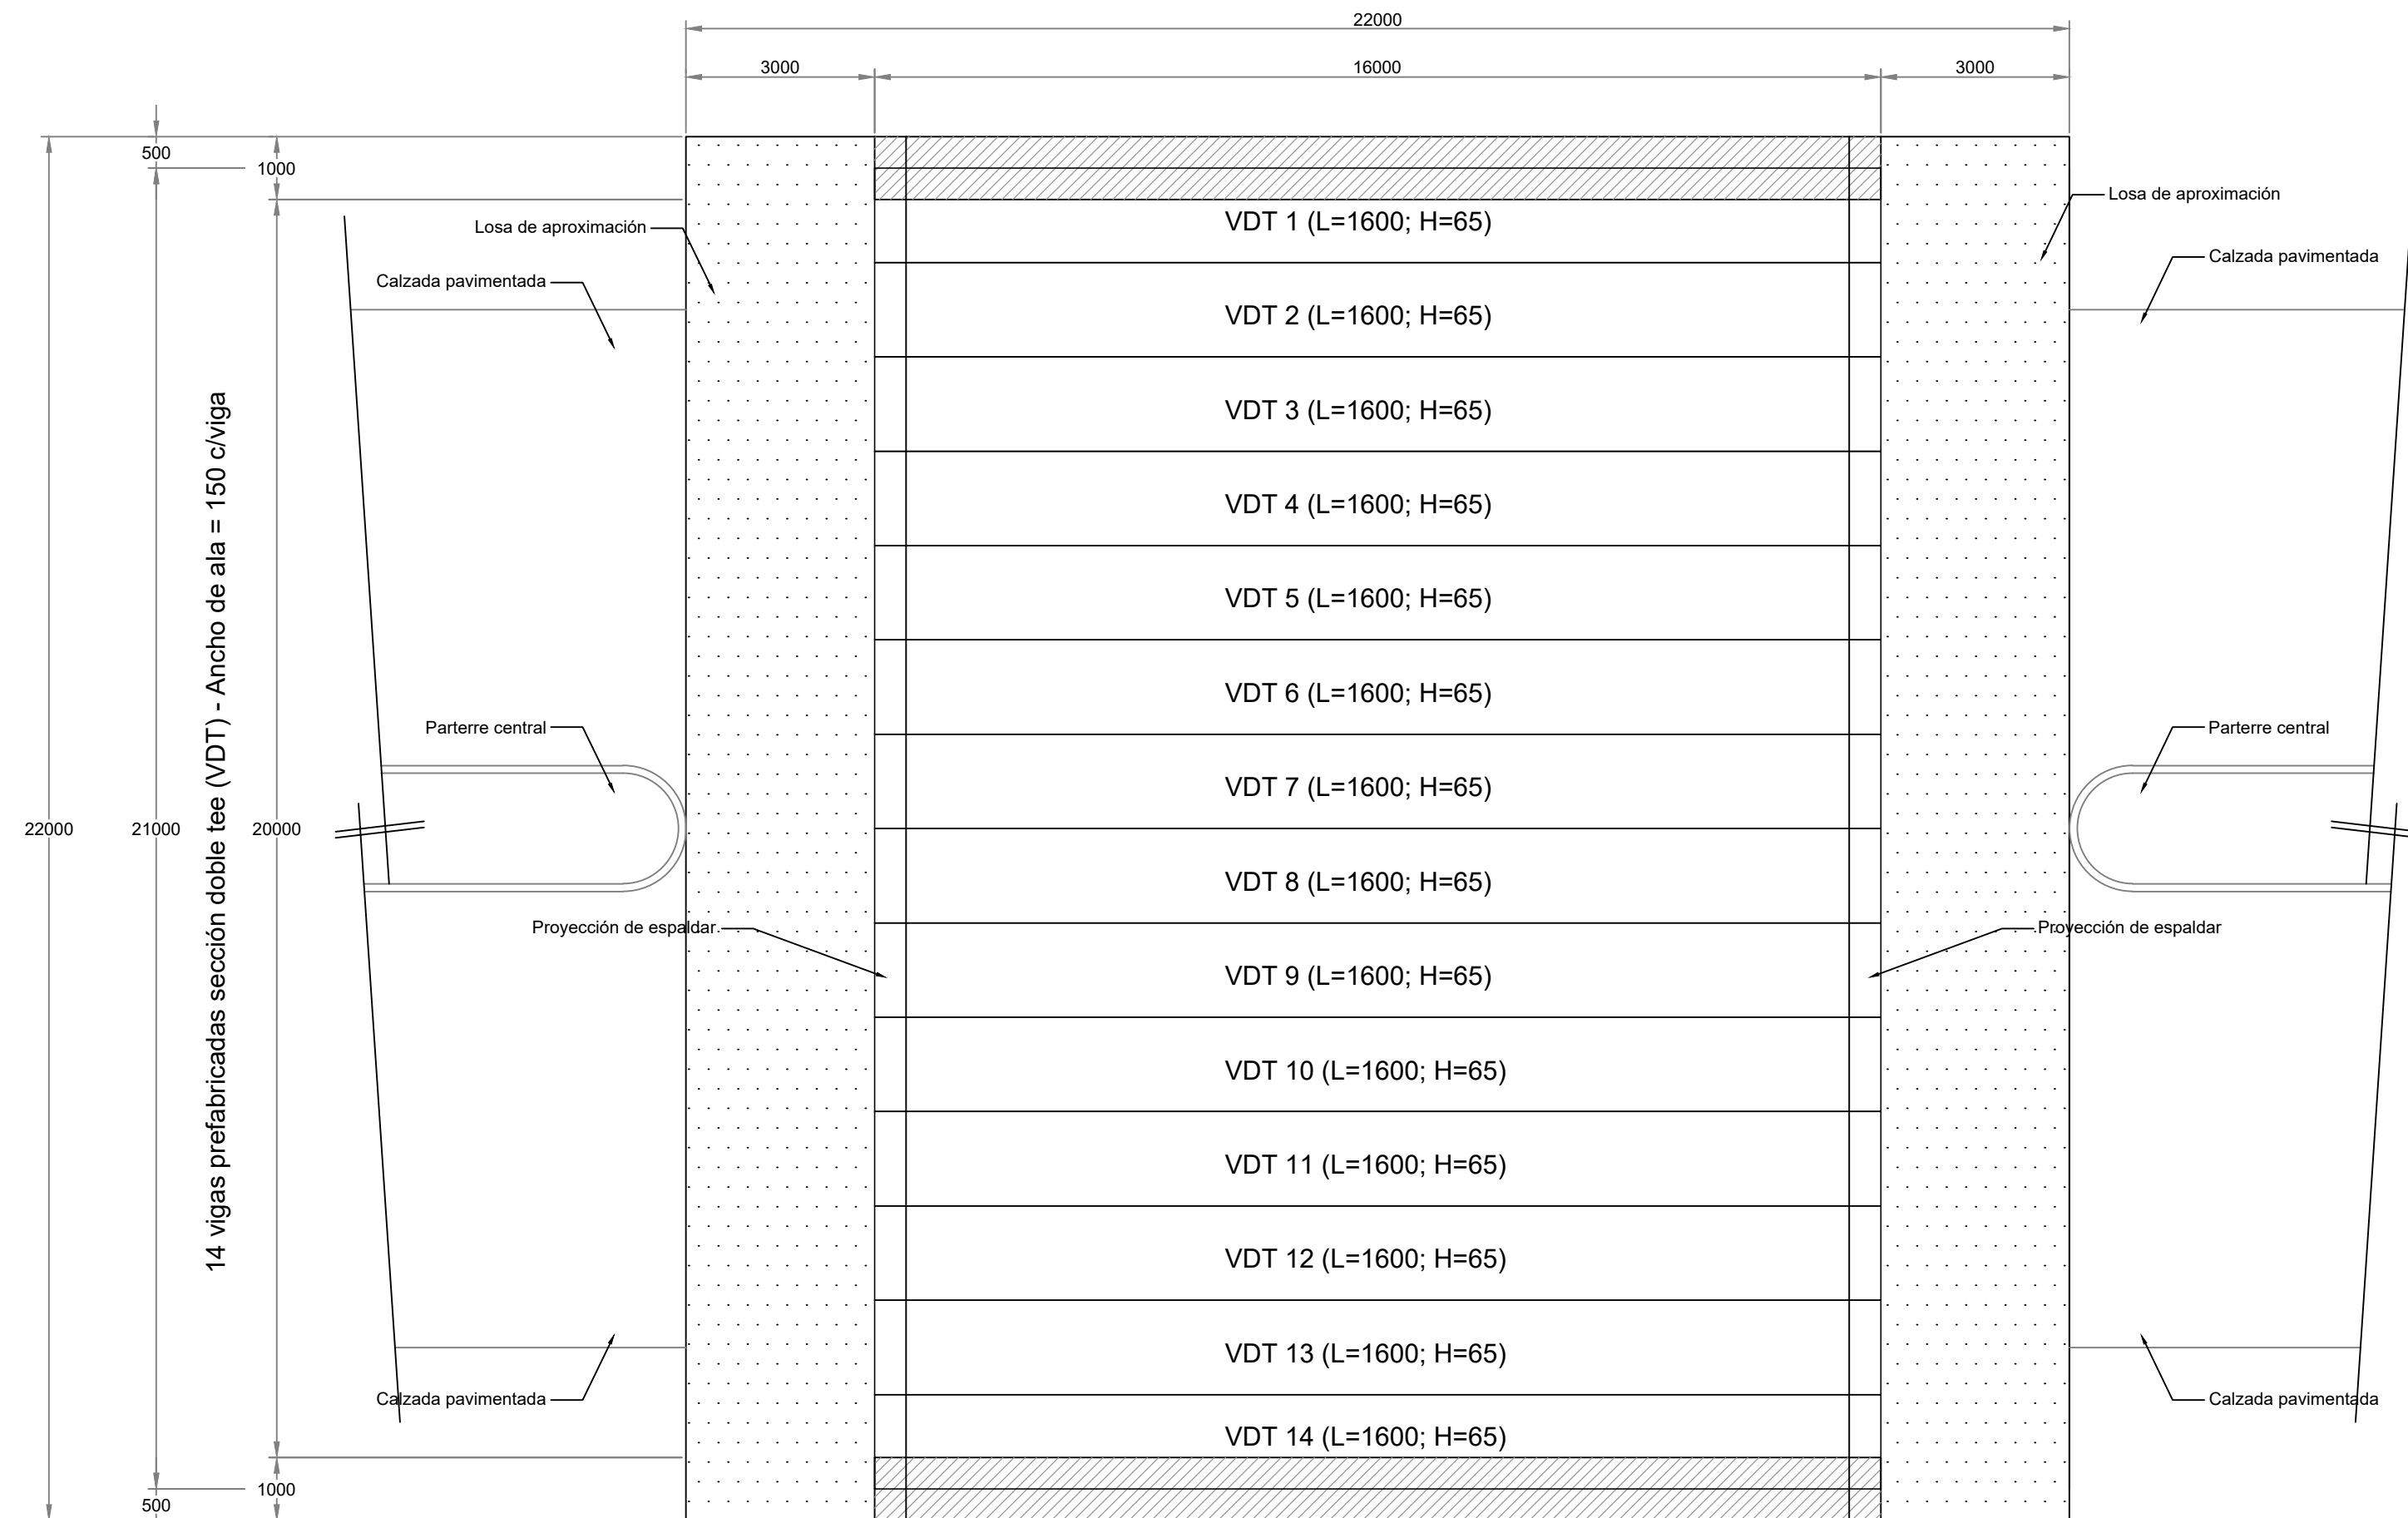 22000
3000
16000
3000
500
1000
Losa de aproximación
Losa de aproximación
VDT 1 (L=1600; H=65)
Calzada pavimentada
Calzada pavimentada
VDT 2 (L=1600; H=65)
VDT 3 (L=1600; H=65)
14 vigas prefabricadas sección doble tee (VDT) - Ancho de ala = 150 c/viga
VDT 4 (L=1600; H=65)
VDT 5 (L=1600; H=65)
VDT 6 (L=1600; H=65)
Parterre central
Parterre central
VDT 7 (L=1600; H=65)
22000
21000
20000
VDT 8 (L=1600; H=65)
Proyección de espaldar
Proyección de espaldar
VDT 9 (L=1600; H=65)
VDT 10 (L=1600; H=65)
VDT 11 (L=1600; H=65)
VDT 12 (L=1600; H=65)
VDT 13 (L=1600; H=65)
Calzada pavimentada
Calzada pavimentada
VDT 14 (L=1600; H=65)
1000
500